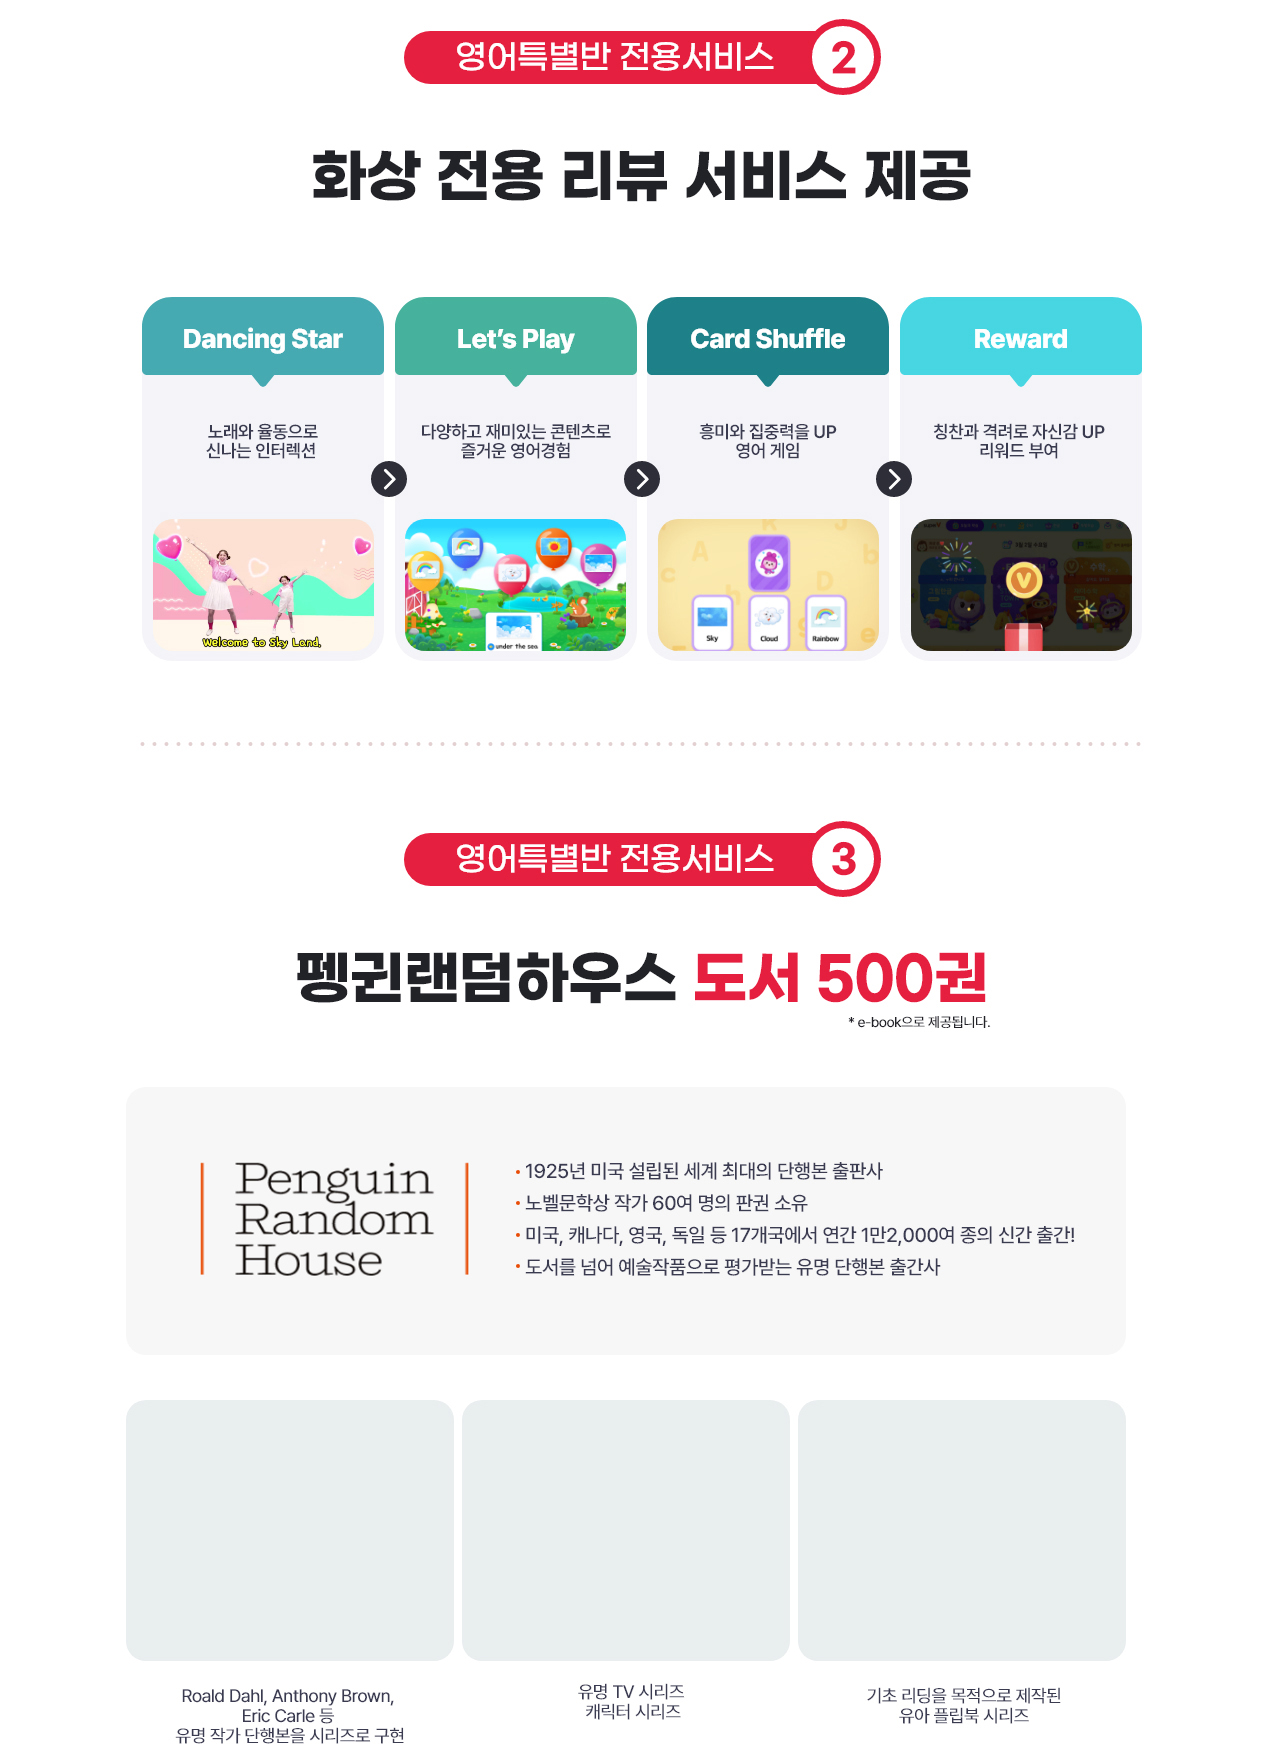 영어특별반 전용서비스 2
화상 전용 리뷰 서비스 제공
Dancing Star
노래와 율동으로
신나는 인터렉션
Welcome to Sky Land.
Let's Play
다양하고 재미있는 콘텐츠로
즐거운 영어경험
under the sea
Card Shuffle
흥미와 집중력을 UP
영어 게임
Sky
Cloud
Rainbow
Reward
칭찬과 격려로 자신감 UP
리워드 부여
영어특별반 전용서비스 3
펭귄랜덤하우스 도서 500권
* e-book으로 제공됩니다.
Penguin
Random
House
• 1925년 미국 설립된 세계 최대의 단행본 출판사
• 노벨문학상 작가 60여 명의 판권 소유
• 미국, 캐나다, 영국, 독일 등 17개국에서 연간 1만2,000여 종의 신간 출간!
• 도서를 넘어 예술작품으로 평가받는 유명 단행본 출간사
Roald Dahl, Anthony Brown,
Eric Carle 등
유명 작가 단행본을 시리즈로 구현
유명 TV 시리즈
캐릭터 시리즈
기초 리딩을 목적으로 제작된
유아 플립북 시리즈